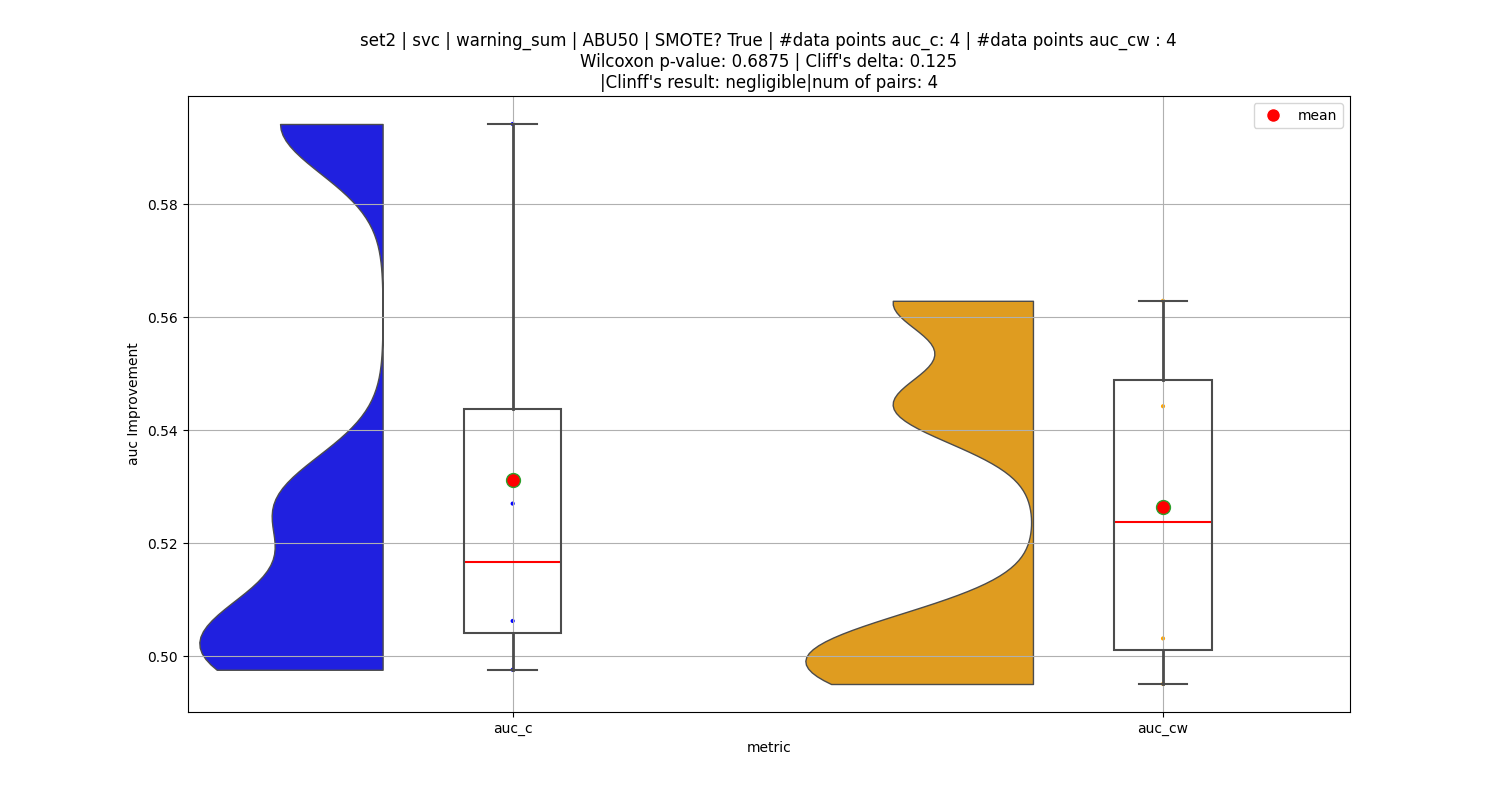 set2 | svc | warning_sum | ABU50 | SMOTE? True | #data points auc_c: 4 | #data points auc_cw : 4
Wilcoxon p-value: 0.6875 | Cliff's delta: 0.125
|Clinff's result: negligible|num of pairs: 4
mean
0.58
0.56
0.54
0.52
0.50
auc Improvement
auc_c
auc_cw
metric